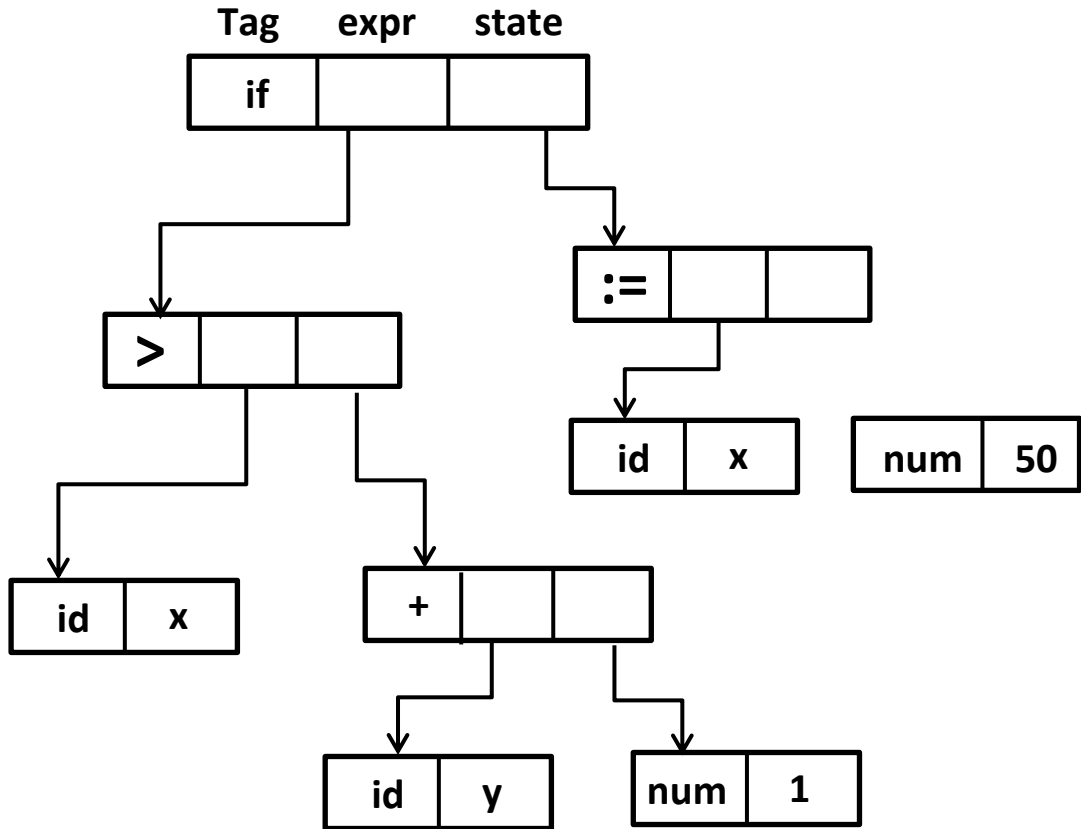 Tag expr state
if
:=
>
id x
num 50
id x
+
id y
num 1